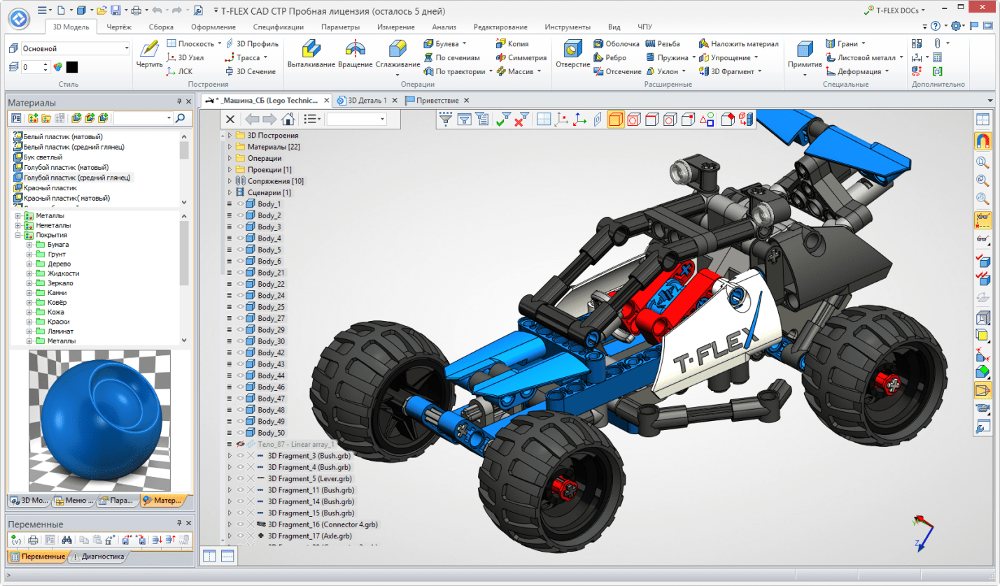 T-FLEX CAD СТР Пробная лицензия (осталось 5 дней)
T-FLEX DOCs
3D Модель Чертёж Сборка Оформление Спецификации Параметры Измерение Анализ Редактирование Инструменты Вид ЧПУ
Основной
0
Стиль
Чертить
Плоскость
3D Профиль
3D Узел
Трасса
ЛСК
3D Сечение
Построения
Выталкивание Вращение Сглаживание
Булева
Копия
По сечениям
Симметрия
По траектории
Массив
Операции
Отверстие
Оболочка
Резьба
Наложить материал
Ребро
Пружина
Упрощение
Отсечение
Уклон
3D Фрагмент
Расширенные
Примитив
Грани
Листовой металл
Деформация
Специальные
Дополнительно
Материалы
Белый пластик (матовый)
Белый пластик (средний глянец)
Бук светлый
Голубой пластик (матовый)
Голубой пластик (средний глянец)
Красный пластик
Красный пластик( матовый)
Металлы
Неметаллы
Покрытия
Бумага
Грунт
Дерево
Жидкости
Зеркало
Камни
Ковёр
Кожа
Краски
Ламинат
Металлы
3D Мо... Меню ... Пара... Матер...
Переменные
Переменные Диагностика
>
* _Машина_СБ (Lego Technic... 3D Деталь 1 Приветствие
3D Построения
Материалы [22]
Операции
Проекции [1]
Сопряжения [10]
Сценарии [1]
Body_1
Body_2
Body_3
Body_4
Body_5
Body_6
Body_21
Body_22
Body_24
Body_25
Body_27
Body_29
Body_30
Body_42
Body_43
Body_44
Body_46
Body_47
Body_48
Body_49
Body_50
Тело_87 - Linear array_1
3D Fragment_3 (Bush.grb)
3D Fragment_4 (Bush.grb)
3D Fragment_5 (Lever.grb)
3D Fragment_11 (Bush.grb)
3D Fragment_14 (Bush.grb)
3D Fragment_15 (Bush.grb)
3D Fragment_16 (Connector 4.grb)
3D Fragment_17 (Axle.grb)
T-FLEX
Z